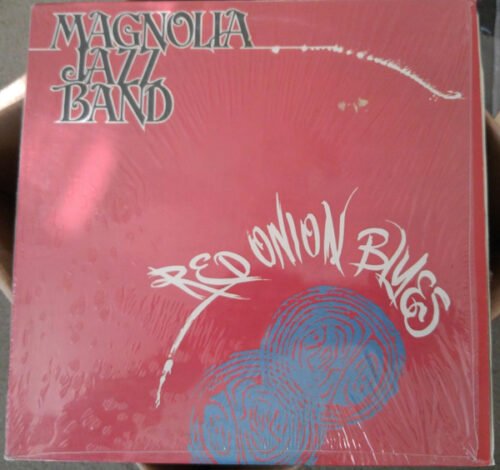 MAGNOLIA
JAZZ
BAND
RED ONION BLUES